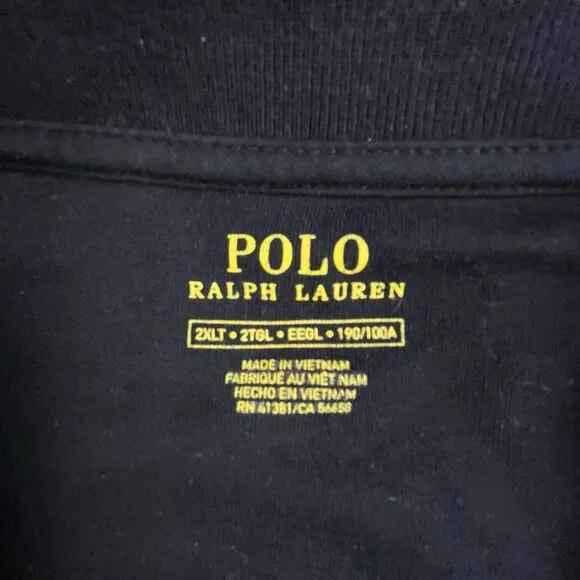 POLO
RALPH LAUREN
2XLT • 2TGL • EEGL • 190/100A
MADE IN VIETNAM
FABRIQUÉ AU VIÊT NAM
HECHO EN VIETNAM
RN 41381/CA 56658